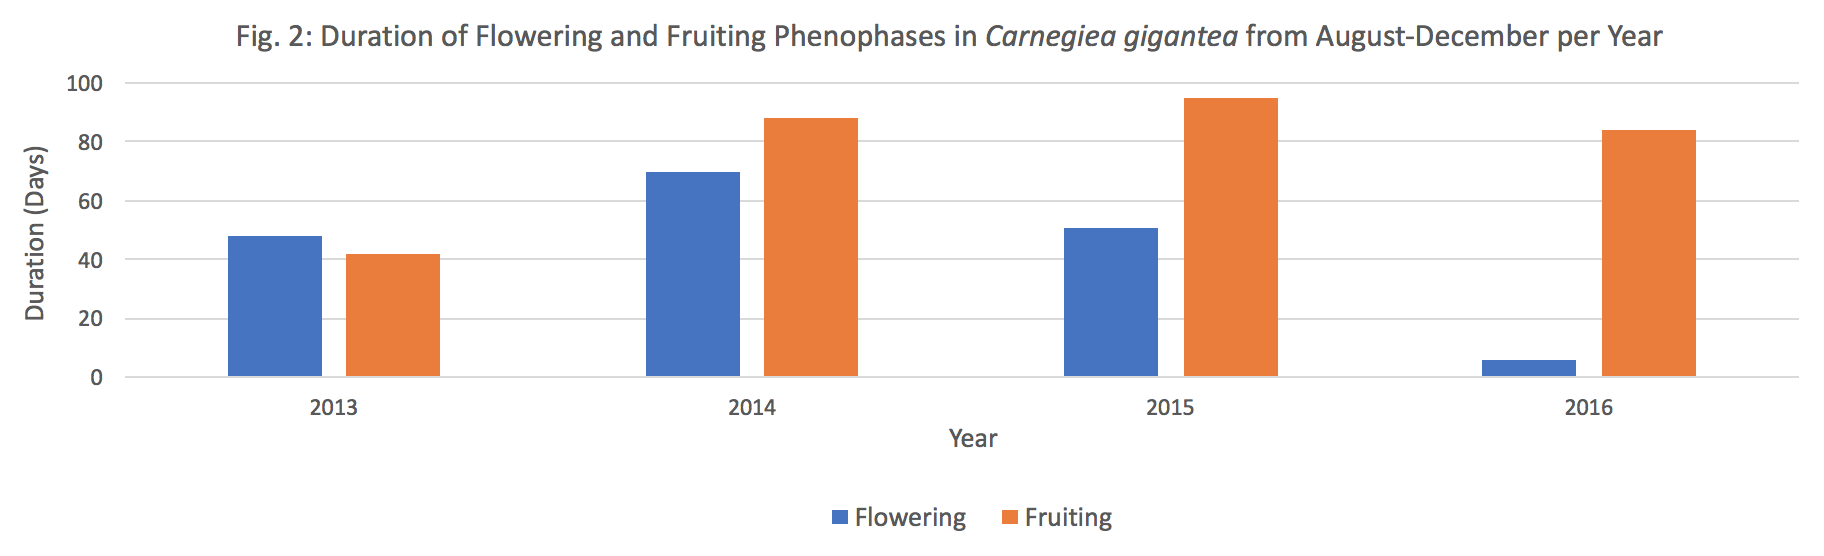 Fig. 2: Duration of Flowering and Fruiting Phenophases in Carnegiea gigantea from August-December per Year
100
80
60
40
20
0
Duration (Days)
2013 2014 2015 2016
Year
Flowering Fruiting